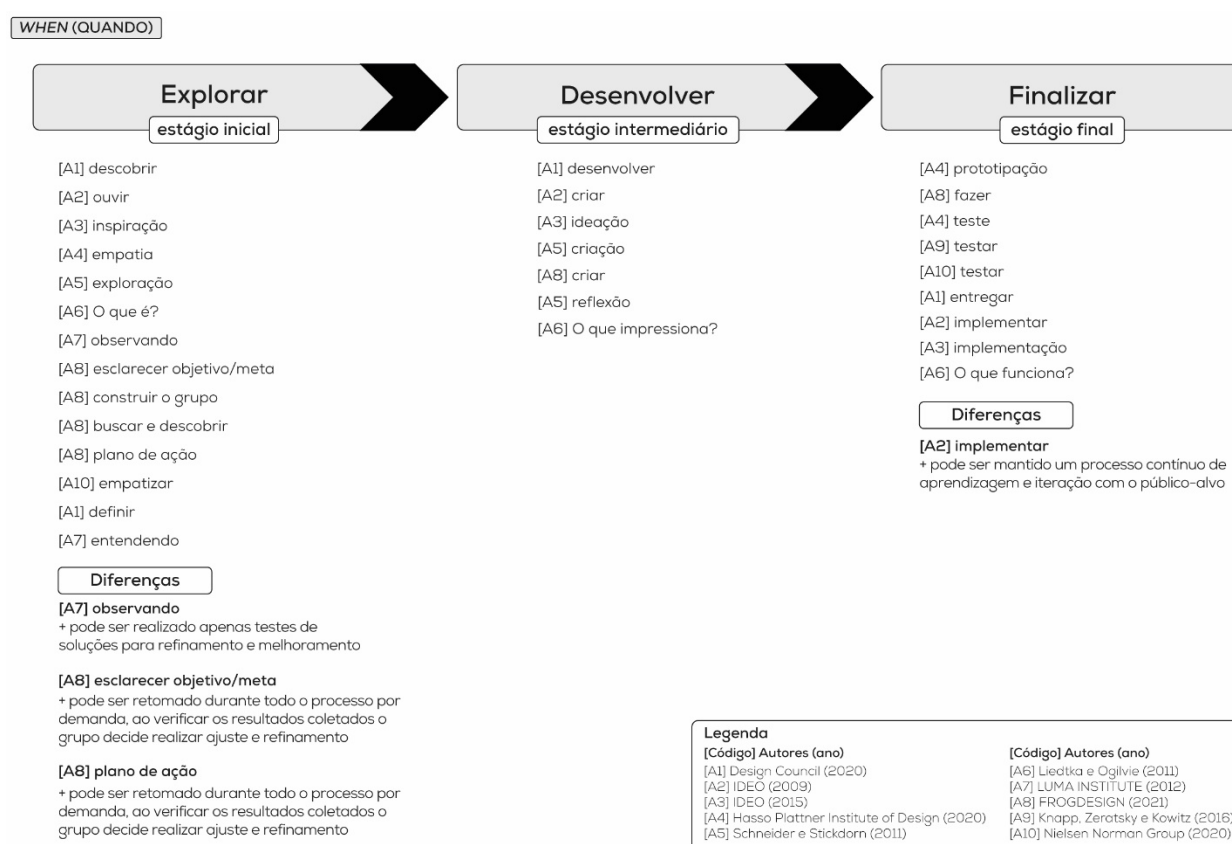 WHEN (QUANDO)
Explorar
estágio inicial
[A1] descobrir
[A2] ouvir
[A3] inspiração
[A4] empatia
[A5] exploração
[A6] O que é?
[A7] observando
[A8] esclarecer objetivo/meta
[A8] construir o grupo
[A8] buscar e descobrir
[A8] plano de ação
[A10] empatizar
[A1] definir
[A7] entendendo
Diferenças
[A7] observando
+ pode ser realizado apenas testes de
soluções para refinamento e melhoramento
[A8] esclarecer objetivo/meta
+ pode ser retomado durante todo o processo por
demanda, ao verificar os resultados coletados o
grupo decide realizar ajuste e refinamento
[A8] plano de ação
+ pode ser retomado durante todo o processo por
demanda, ao verificar os resultados coletados o
grupo decide realizar ajuste e refinamento
Desenvolver
estágio intermediário
[A1] desenvolver
[A2] criar
[A3] ideação
[A5] criação
[A8] criar
[A5] reflexão
[A6] O que impressiona?
Finalizar
estágio final
[A4] prototipação
[A8] fazer
[A4] teste
[A9] testar
[A10] testar
[A1] entregar
[A2] implementar
[A3] implementação
[A6] O que funciona?
Diferenças
[A2] implementar
+ pode ser mantido um processo contínuo de
aprendizagem e iteração com o público-alvo
Legenda
[Código] Autores (ano)
[A1] Design Council (2020)
[A2] IDEO (2009)
[A3] IDEO (2015)
[A4] Hasso Plattner Institute of Design (2020)
[A5] Schneider e Stickdorn (2011)
[Código] Autores (ano)
[A6] Liedtka e Ogilvie (2011)
[A7] LUMA INSTITUTE (2012)
[A8] FROGDESIGN (2021)
[A9] Knapp, Zeratsky e Kowitz (2016)
[A10] Nielsen Norman Group (2020)